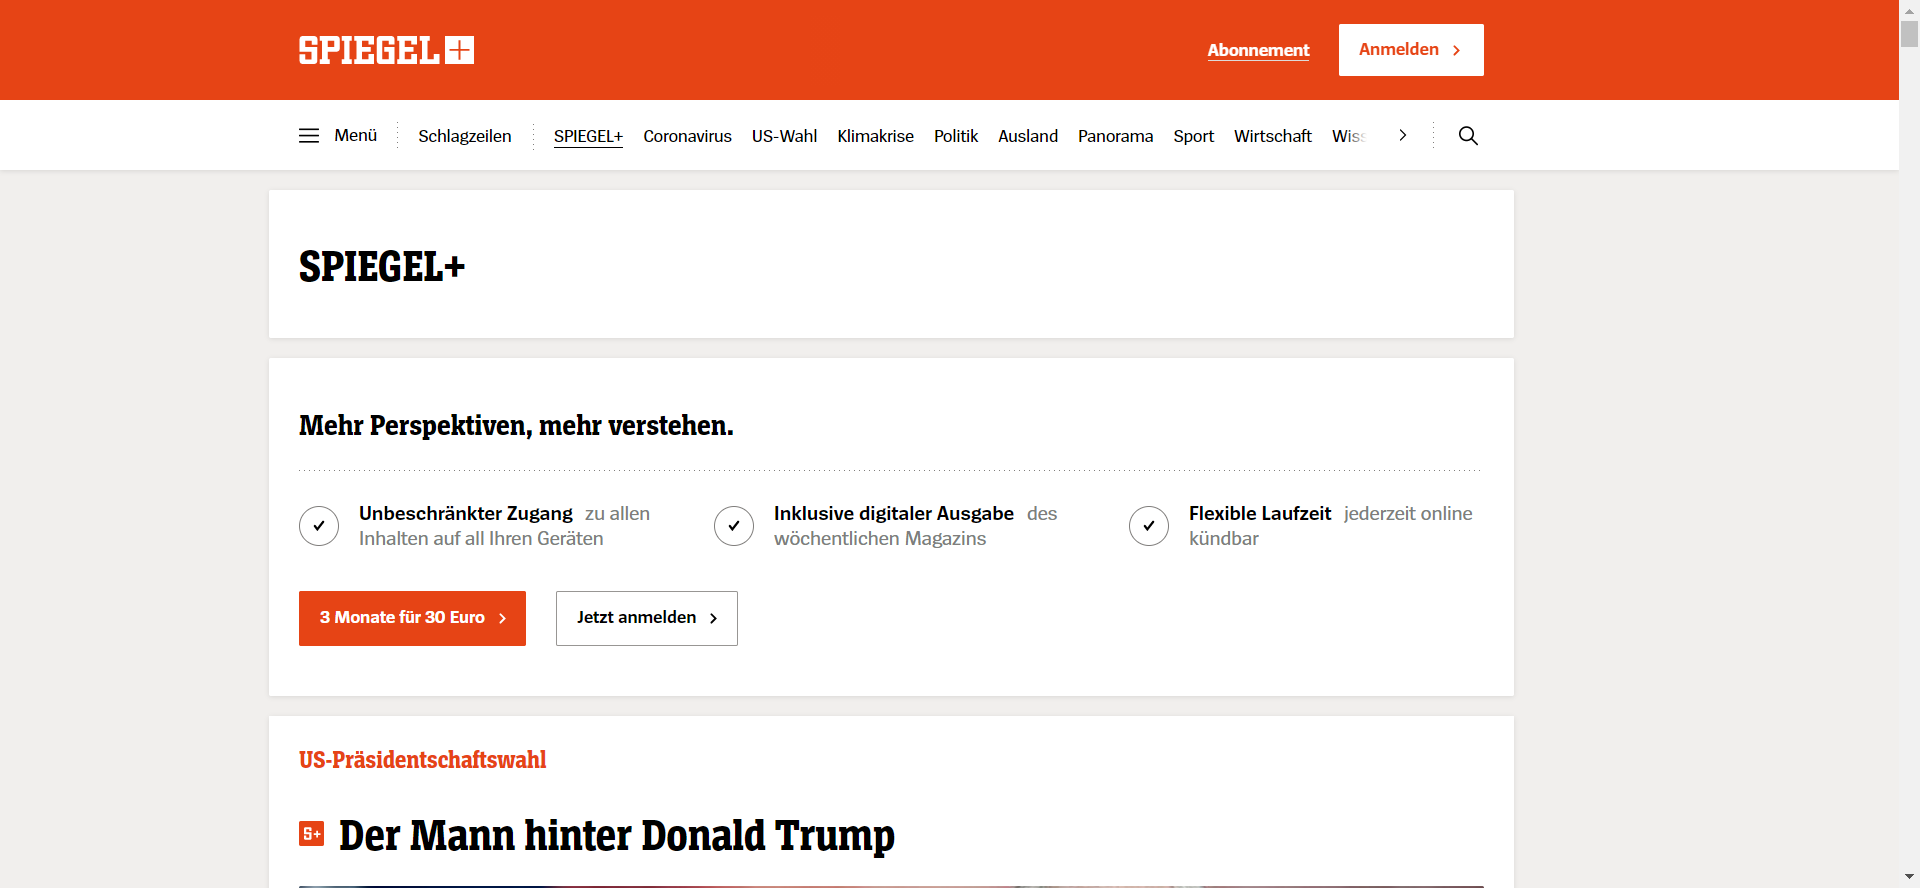 SPIEGEL+
Abonnement
Anmelden
Menü
Schlagzeilen
SPIEGEL+
Coronavirus
US-Wahl
Klimakrise
Politik
Ausland
Panorama
Sport
Wirtschaft
Wiss
SPIEGEL+
Mehr Perspektiven, mehr verstehen.
Unbeschränkter Zugang zu allen
Inhalten auf all Ihren Geräten
Inklusive digitaler Ausgabe des
wöchentlichen Magazins
Flexible Laufzeit jederzeit online
kündbar
3 Monate für 30 Euro
Jetzt anmelden
US-Präsidentschaftswahl
S+ Der Mann hinter Donald Trump